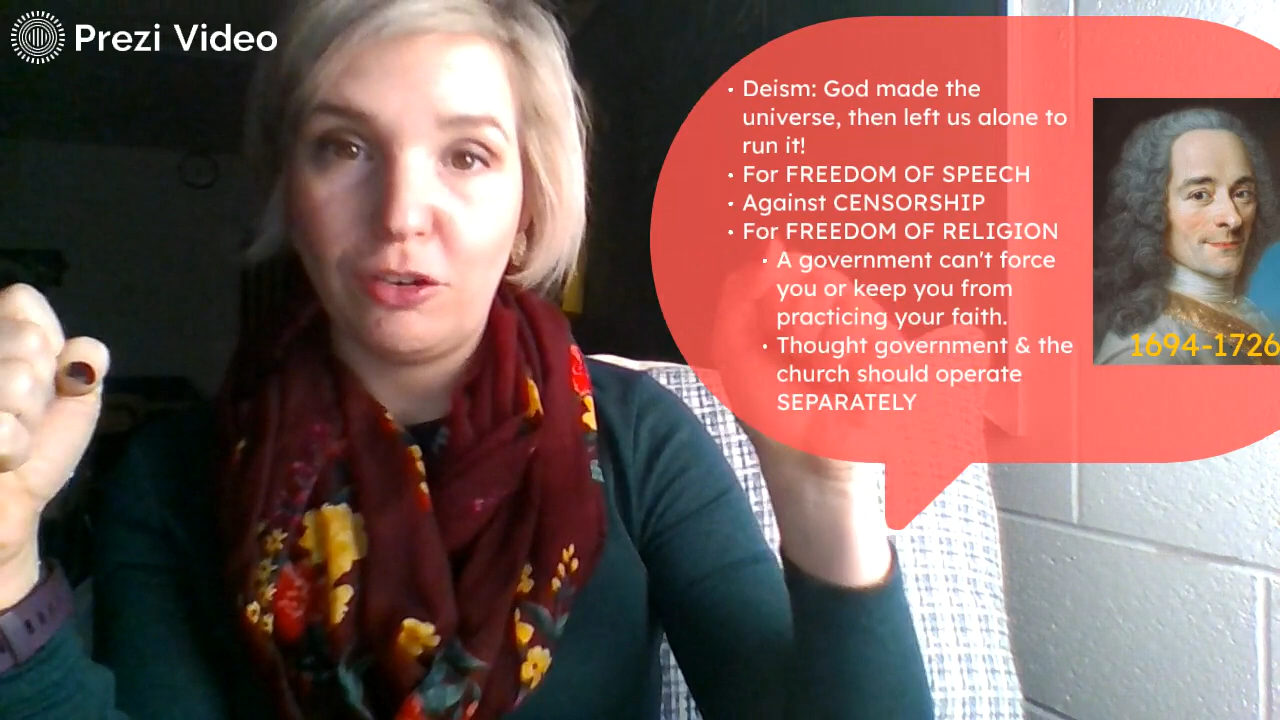 Prezi Video
• Deism: God made the
universe, then left us alone to
run it!
• For FREEDOM OF SPEECH
• Against CENSORSHIP
• For FREEDOM OF RELIGION
• A government can't force
you or keep you from
practicing your faith.
• Thought government & the
church should operate
SEPARATELY
1694-1726